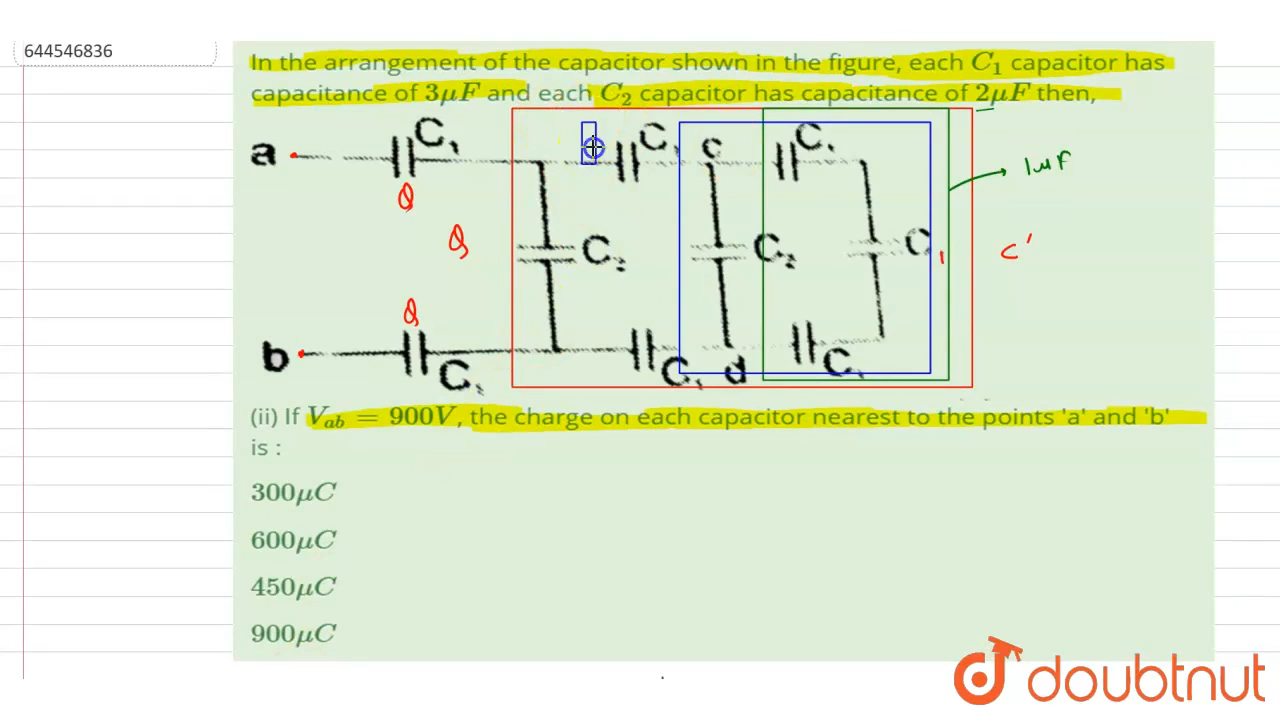 644546836
In the arrangement of the capacitor shown in the figure, each C₁ capacitor has
capacitance of 3μF and each C₂ capacitor has capacitance of 2μF then,
a C₁ C₁ c C₁
1μF
Q
Q C₂ C₂ C₁ C'
Q
b C₁ C₁ d C₁
(ii) If V_ab = 900V, the charge on each capacitor nearest to the points 'a' and 'b'
is :
300μC
600μC
450μC
900μC
doubtnut